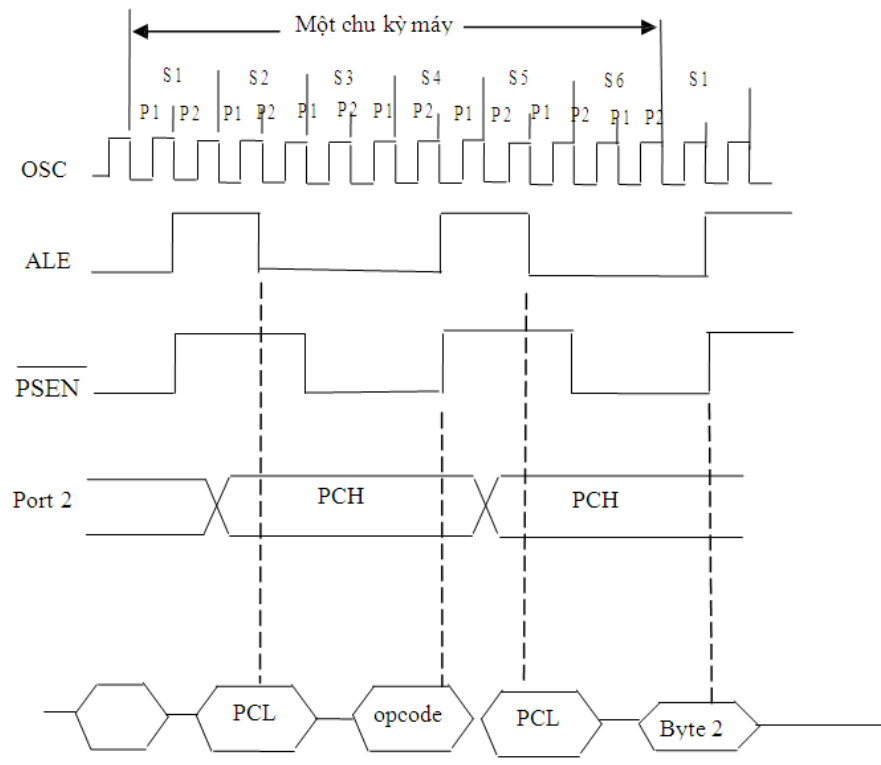 Một chu kỳ máy
S1 S2 S3 S4 S5 S6 S1
P1 P2 P1 P2 P1 P2 P1 P2 P1 P2 P1 P2 P1 P2
OSC
ALE
PSEN
Port 2 PCH PCH
PCL opcode PCL Byte 2